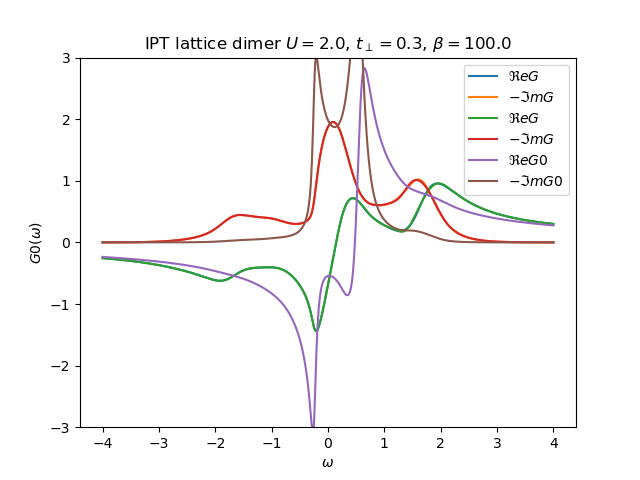 IPT lattice dimer U = 2.0, t⊥ = 0.3, β = 100.0
G0(ω)
3
2
1
0
−1
−2
−3
−4 −3 −2 −1 0 1 2 3 4
ω
ℜeG
−ℑmG
ℜeG
−ℑmG
ℜeG0
−ℑmG0